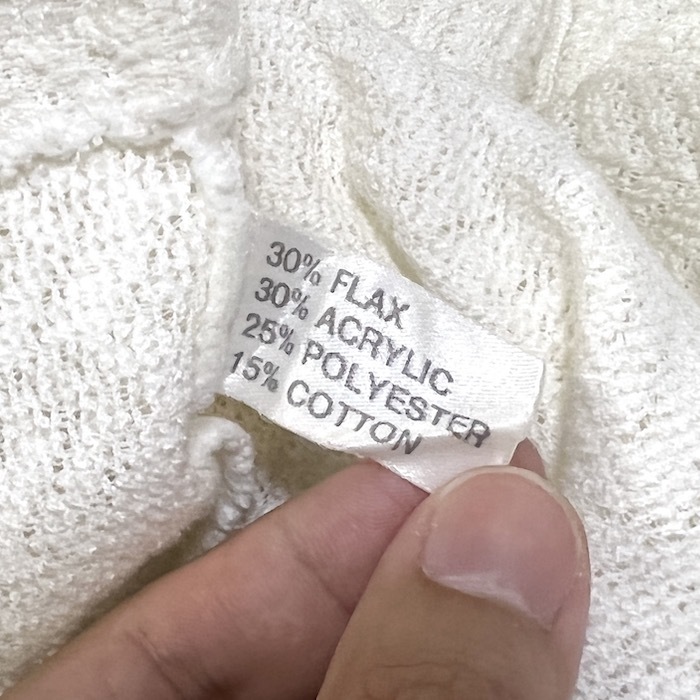 30% FLAX
30% ACRYLIC
25% POLYESTER
15% COTTON